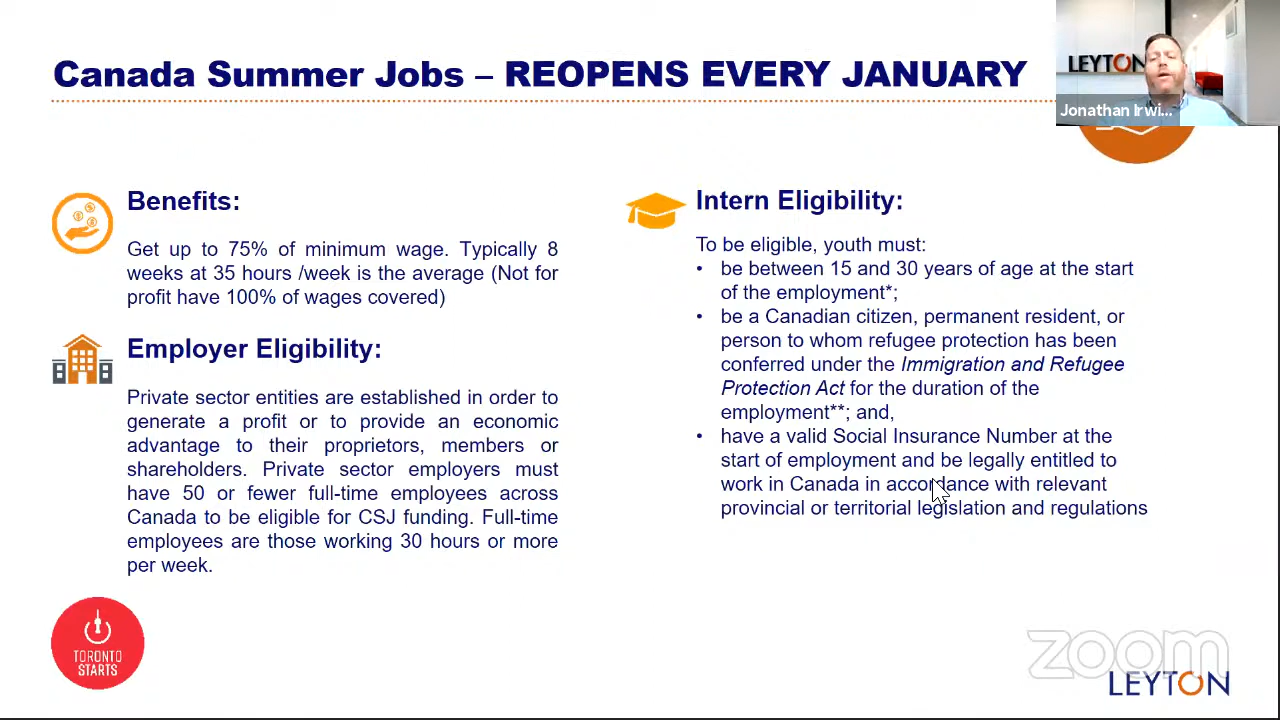 Canada Summer Jobs – REOPENS EVERY JANUARY
LEYTON
Jonathan Irwi...
Benefits:
Get up to 75% of minimum wage. Typically 8
weeks at 35 hours /week is the average (Not for
profit have 100% of wages covered)
Employer Eligibility:
Private sector entities are established in order to
generate a profit or to provide an economic
advantage to their proprietors, members or
shareholders. Private sector employers must
have 50 or fewer full-time employees across
Canada to be eligible for CSJ funding. Full-time
employees are those working 30 hours or more
per week.
Intern Eligibility:
To be eligible, youth must:
• be between 15 and 30 years of age at the start
of the employment*;
• be a Canadian citizen, permanent resident, or
person to whom refugee protection has been
conferred under the Immigration and Refugee
Protection Act for the duration of the
employment**; and,
• have a valid Social Insurance Number at the
start of employment and be legally entitled to
work in Canada in accordance with relevant
provincial or territorial legislation and regulations
TORONTO
STARTS
zoom
LEYTON